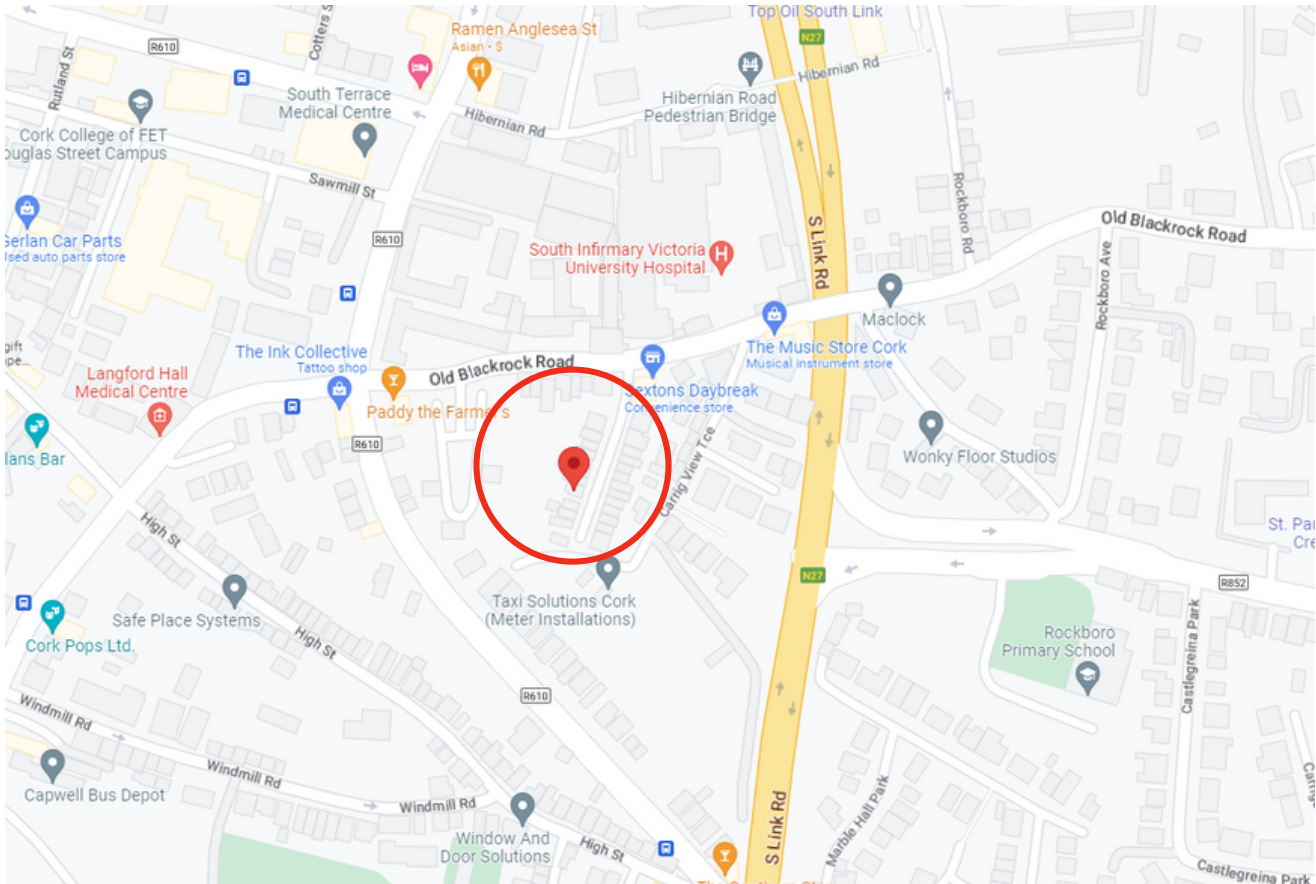 Top Oil South Link
Ramen Anglesea St
Asian · $
Cotters S
R610
N27
Rutland St
South Terrace
Medical Centre
Hibernian Rd
Hibernian Road
Pedestrian Bridge
Hibernian Rd
Cork College of FET
ouglas Street Campus
Sawmill St
Rockboro Rd
Gerlan Car Parts
Used auto parts store
R610
South Infirmary Victoria
University Hospital
H
S Link Rd
Old Blackrock Road
Rockboro Ave
Maclock
gift
The Ink Collective
Tattoo shop
Old Blackrock Road
The Music Store Cork
Musical instrument store
Langford Hall
Medical Centre
Paddy the Farmer's
Sextons Daybreak
Convenience store
R610
lans Bar
Wonky Floor Studios
Carrig View Tce
High St
St. Pau
Cre
N27
R852
Safe Place Systems
Taxi Solutions Cork
(Meter Installations)
Cork Pops Ltd.
High St
Rockboro
Primary School
Castlegreina Park
R610
Windmill Rd
Windmill Rd
Capwell Bus Depot
Windmill Rd
Window And
Door Solutions
High St
S Link Rd
Marble Hall Park
Castlegreina Park